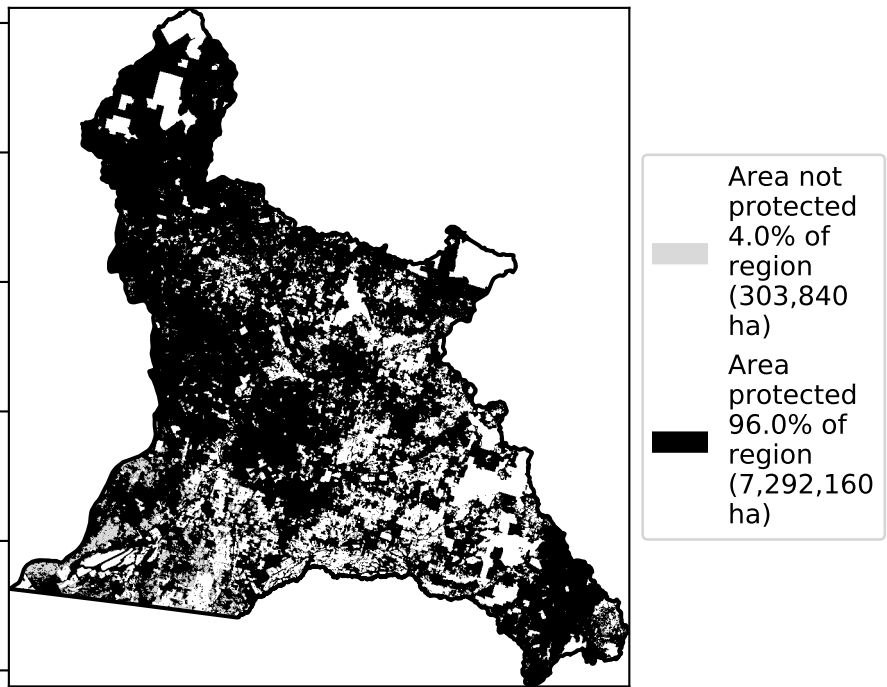 Area not
protected
4.0% of
region
(303,840
ha)
Area
protected
96.0% of
region
(7,292,160
ha)